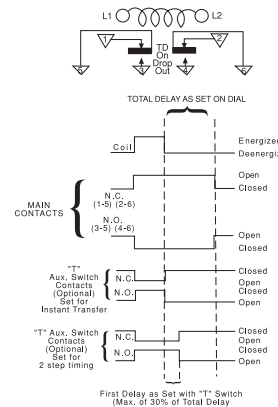 L1 L2
1 2
TD
On
Drop
Out
5 3 4 6
TOTAL DELAY AS SET ON DIAL
Coil
Energized
Deenergi
MAIN
CONTACTS
N.C.
(1-5) (2-6)
Open
Closed
N.O.
(3-5) (4-6)
Open
Closed
"T"
Aux. Switch
Contacts
(Optional)
Set for
Instant Transfer
N.C.
N.O.
Closed
Open
Closed
Open
"T" Aux. Switch
Contacts
(Optional)
Set for
2 step timing
N.C.
N.O.
Closed
Open
Closed
Open
First Delay as Set with "T" Switch
(Max. of 30% of Total Delay